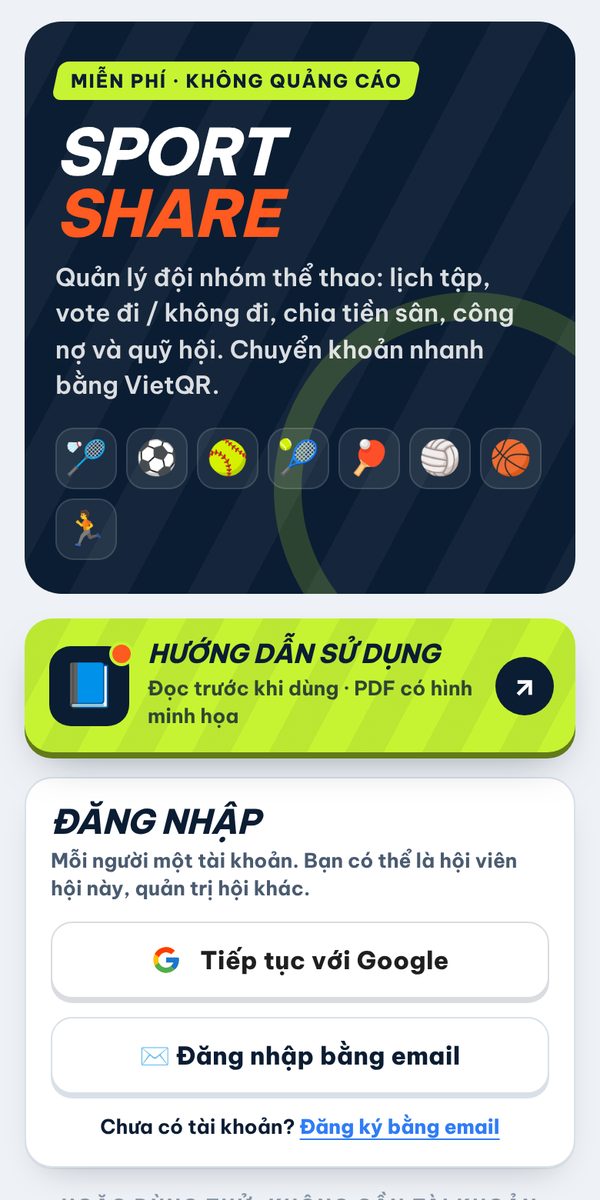 MIỄN PHÍ · KHÔNG QUẢNG CÁO
SPORT
SHARE
Quản lý đội nhóm thể thao: lịch tập,
vote đi / không đi, chia tiền sân, công
nợ và quỹ hội. Chuyển khoản nhanh
bằng VietQR.
HƯỚNG DẪN SỬ DỤNG
Đọc trước khi dùng · PDF có hình
minh họa
ĐĂNG NHẬP
Mỗi người một tài khoản. Bạn có thể là hội viên
hội này, quản trị hội khác.
Tiếp tục với Google
Đăng nhập bằng email
Chưa có tài khoản? Đăng ký bằng email